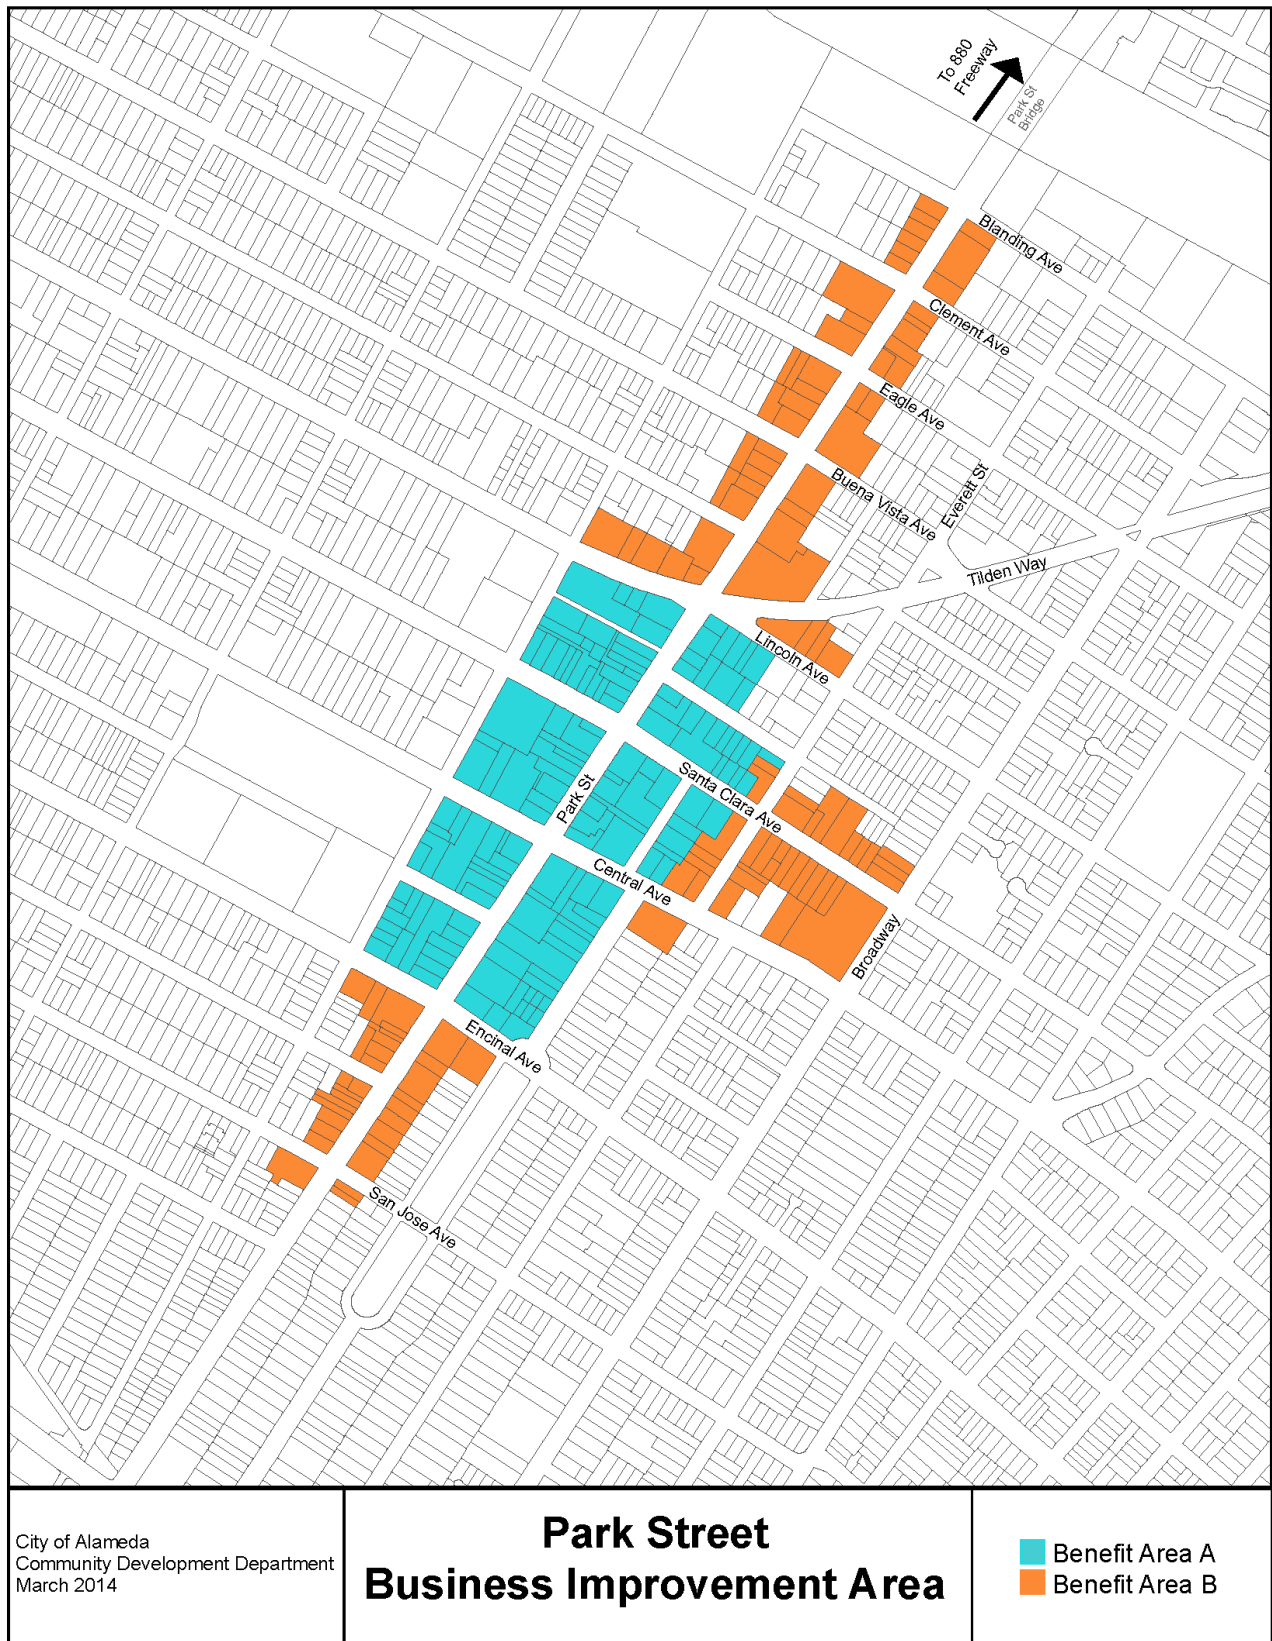 To 880
Freeway
Park St
Bridge
Blanding Ave
Clement Ave
Eagle Ave
Buena Vista Ave
Everett St
Tilden Way
Lincoln Ave
Santa Clara Ave
Park St
Central Ave
Broadway
Encinal Ave
San Jose Ave
City of Alameda
Community Development Department
March 2014
Park Street
Business Improvement Area
Benefit Area A
Benefit Area B